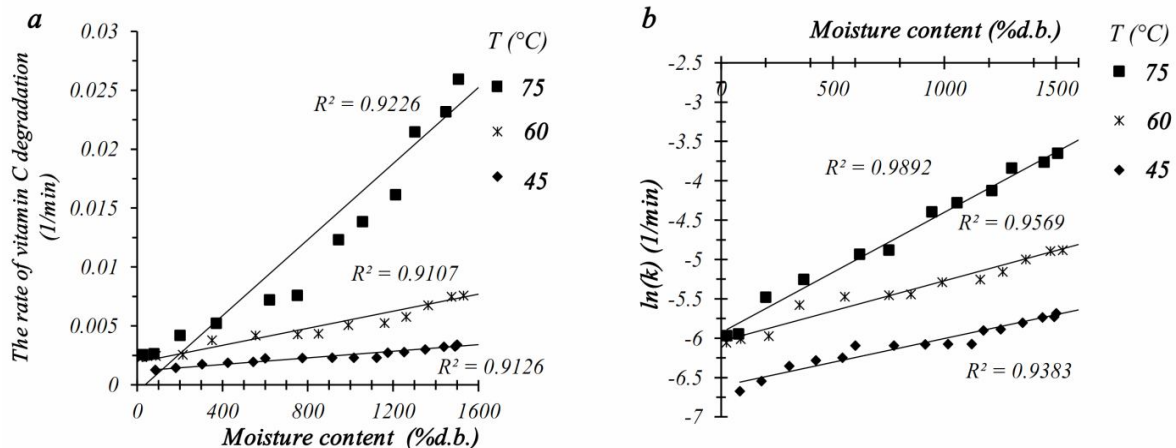 a
The rate of vitamin C degradation
(1/min)
0.03
0.025
0.02
0.015
0.01
0.005
0
0 400 800 1200 1600
Moisture content (%d.b.)
R² = 0.9226
R² = 0.9107
R² = 0.9126
T (°C)
75
60
45
b
Moisture content (%d.b.)
0 500 1000 1500
ln(k) (1/min)
-2.5
-3
-3.5
-4
-4.5
-5
-5.5
-6
-6.5
-7
R² = 0.9892
R² = 0.9569
R² = 0.9383
T (°C)
75
60
45